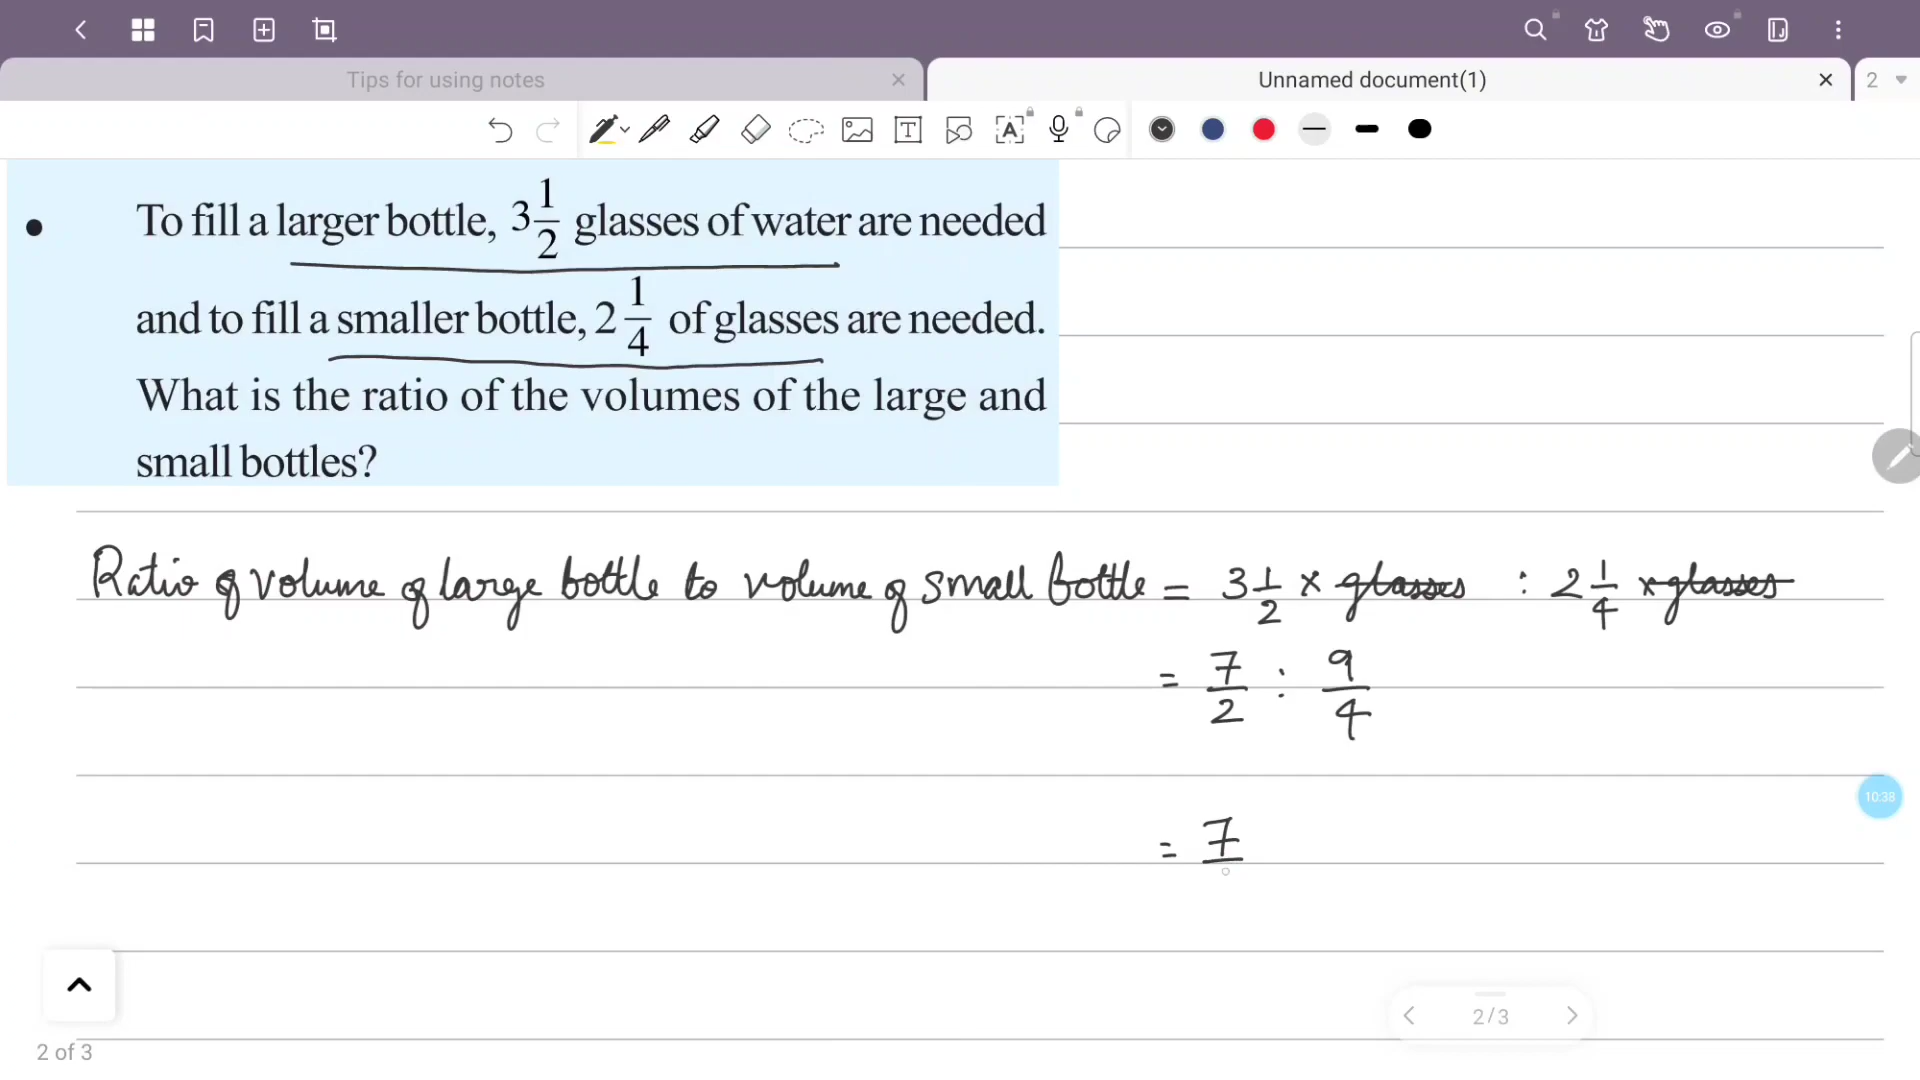 Tips for using notes
Unnamed document(1)
2
To fill a larger bottle, 3 1/2 glasses of water are needed
and to fill a smaller bottle, 2 1/4 of glasses are needed.
What is the ratio of the volumes of the large and
small bottles?
Ratio of volume of large bottle to volume of small bottle = 3 1/2 × glasses : 2 1/4 × glasses
= 7/2 : 9/4
10:38
= 7/
2/3
2 of 3